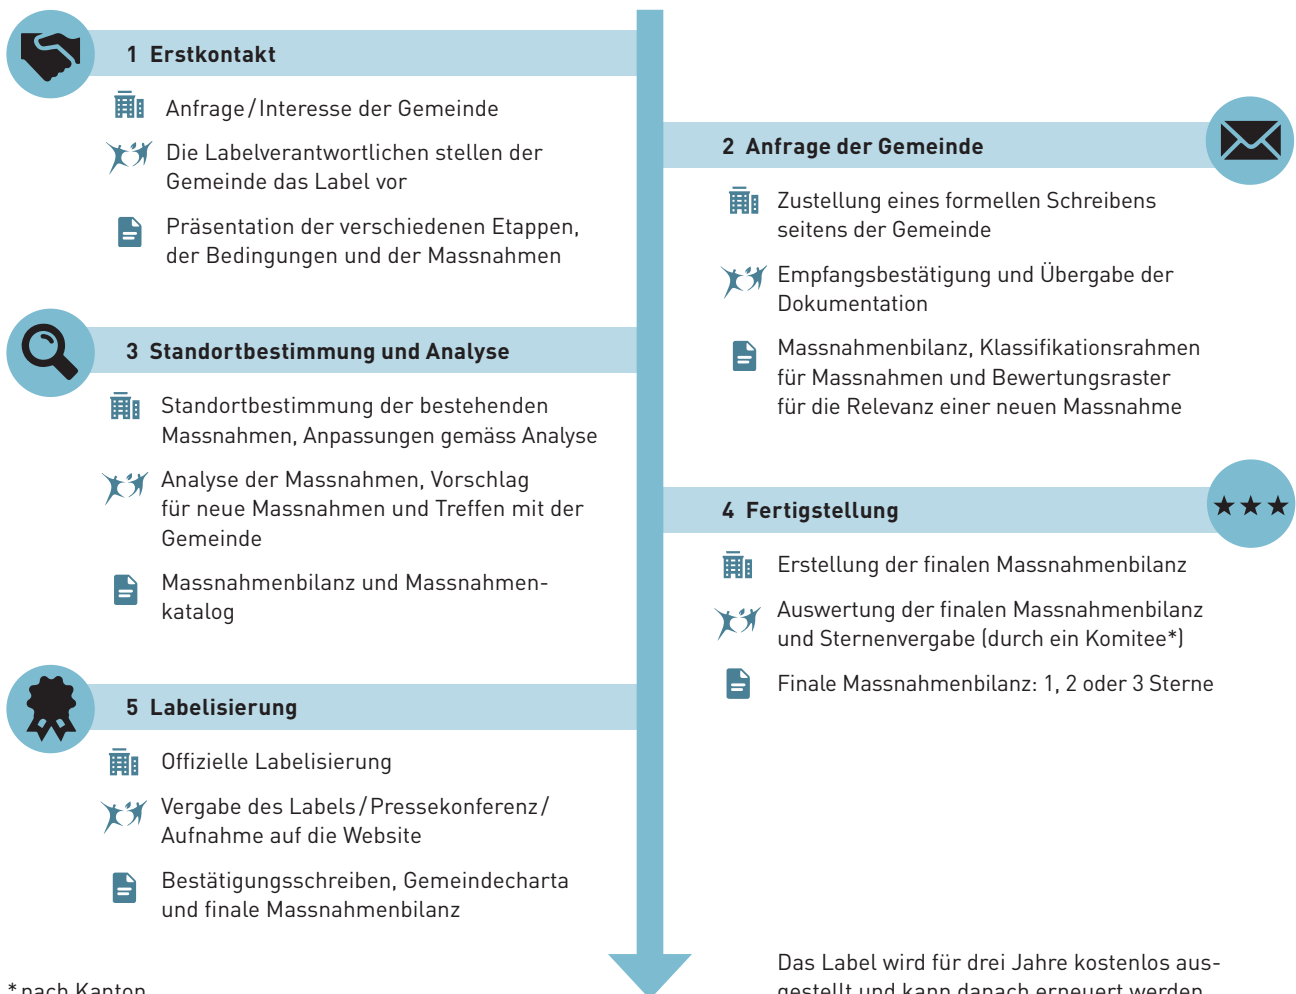 1 Erstkontakt
Anfrage/Interesse der Gemeinde
Die Labelverantwortlichen stellen der
Gemeinde das Label vor
Präsentation der verschiedenen Etappen,
der Bedingungen und der Massnahmen
2 Anfrage der Gemeinde
Zustellung eines formellen Schreibens
seitens der Gemeinde
Empfangsbestätigung und Übergabe der
Dokumentation
Massnahmenbilanz, Klassifikationsrahmen
für Massnahmen und Bewertungsraster
für die Relevanz einer neuen Massnahme
3 Standortbestimmung und Analyse
Standortbestimmung der bestehenden
Massnahmen, Anpassungen gemäss Analyse
Analyse der Massnahmen, Vorschlag
für neue Massnahmen und Treffen mit der
Gemeinde
Massnahmenbilanz und Massnahmen-
katalog
4 Fertigstellung
Erstellung der finalen Massnahmenbilanz
Auswertung der finalen Massnahmenbilanz
und Sternenvergabe (durch ein Komitee*)
Finale Massnahmenbilanz: 1, 2 oder 3 Sterne
5 Labelisierung
Offizielle Labelisierung
Vergabe des Labels/Pressekonferenz/
Aufnahme auf die Website
Bestätigungsschreiben, Gemeindecharta
und finale Massnahmenbilanz
Das Label wird für drei Jahre kostenlos aus-
gestellt und kann danach erneuert werden
* nach Kanton